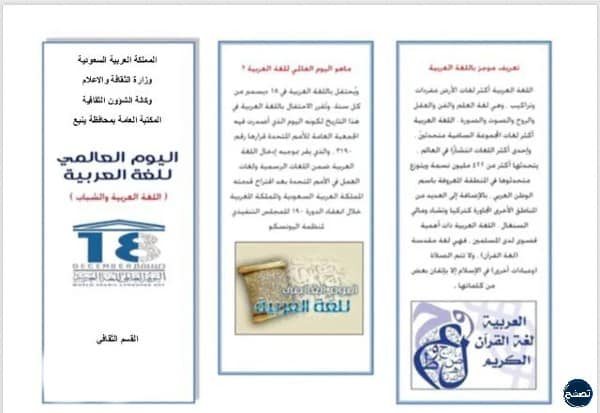 تعريف موجز باللغة العربية
اللغة العربية أكثر لغات الأرض مفردات
وتراكيب . وهي لغة العلم والفن والعقل
والروح والصوت والصورة . اللغة العربية
أكثر لغات المجموعة السامية متحدثينَ .
وإحدى أكثر اللغات انتشارًا في العالم .
يتحدثها أكثر من ٤٢٢ مليون نسمة ويتوزع
متحدثوها في المنطقة المعروفة باسم
الوطن العربي . بالإضافة إلى العديد من
المناطق الأخرى المجاورة كتركيا وتشاد ومالي
السنغال . اللغة العربية ذات أهمية
قصوى لدى المسلمين . فهي لغة مقدسة
(لغة القرآن) . ولا تتم الصلاة
(وعبادات أخرى) في الإسلام إلا بإتقان بعض
من كلماتها .
العربية
لغة القرآن
الكريم
ماهو اليوم العالمي للغة العربية ؟
ويُحتفل باللغة العربية في ١٨ ديسمبر من
كل سنة. وتقرر الاحتفال باللغة العربية في
هذا التاريخ لكونه اليوم الذي أصدرت فيه
الجمعية العامة للأمم المتحدة قرارها رقم
٣١٩٠ . والذي يقر بموجبه إدخال اللغة
العربية ضمن اللغات الرسمية ولغات
العمل في الأمم المتحدة بعد اقتراح قدمته
المملكة العربية السعودية والمملكة المغربية
خلال انعقاد الدورة ١٩٠ للمجلس التنفيذي
لمنظمة اليونسكو
اليوم العالمي
للغة العربية
المملكة العربية السعودية
وزارة الثقافة والاعلام
وكالة الشؤون الثقافية
المكتبة العامة بمحافظة ينبع
اليوم العالمي
للغة العربية
( اللغة العربية والشباب )
18
DECEMBER ديسمبر
اليوم العالمي للغة العربية
WORLD ARABIC LANGUAGE DAY
القسم الثقافي
تصفح